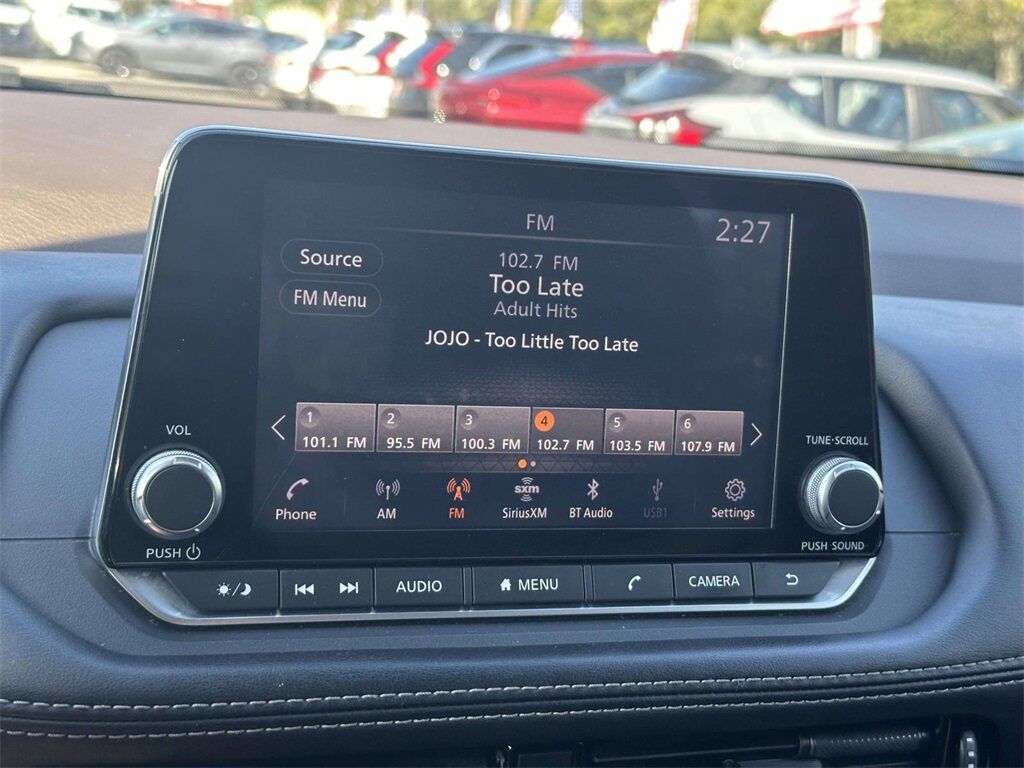 FM
2:27
Source
102.7 FM
FM Menu
Too Late
Adult Hits
JOJO - Too Little Too Late
1 2 3 4 5 6
101.1 FM 95.5 FM 100.3 FM 102.7 FM 103.5 FM 107.9 FM
sxm
Phone AM FM SiriusXM BT Audio USB1 Settings
VOL
PUSH
TUNE·SCROLL
PUSH SOUND
AUDIO MENU CAMERA